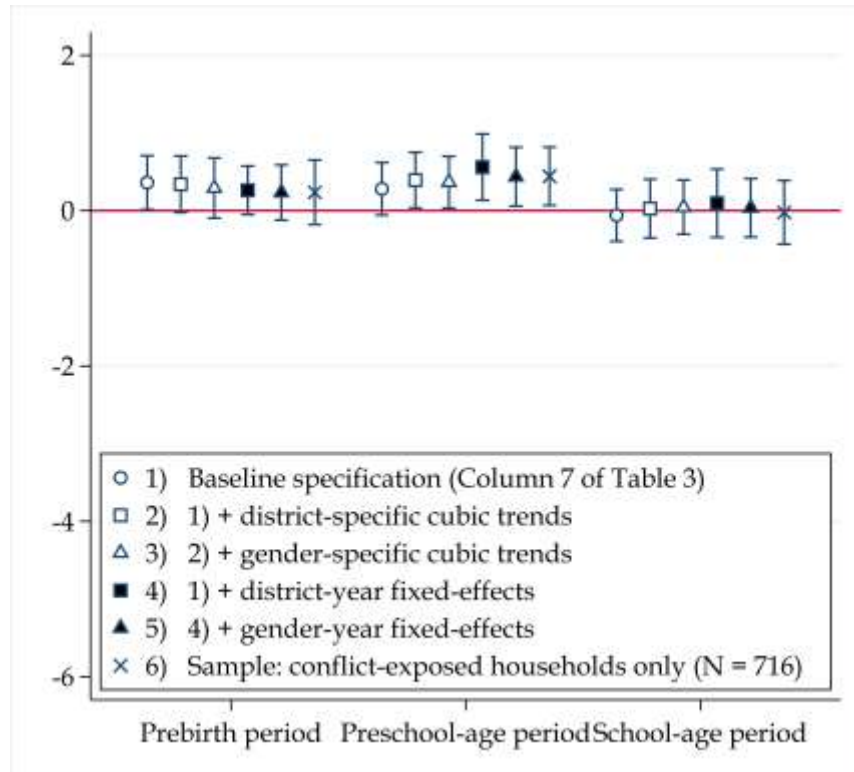 2
0
-2
-4
-6
1) Baseline specification (Column 7 of Table 3)
2) 1) + district-specific cubic trends
3) 2) + gender-specific cubic trends
4) 1) + district-year fixed-effects
5) 4) + gender-year fixed-effects
6) Sample: conflict-exposed households only (N = 716)
Prebirth period Preschool-age period School-age period